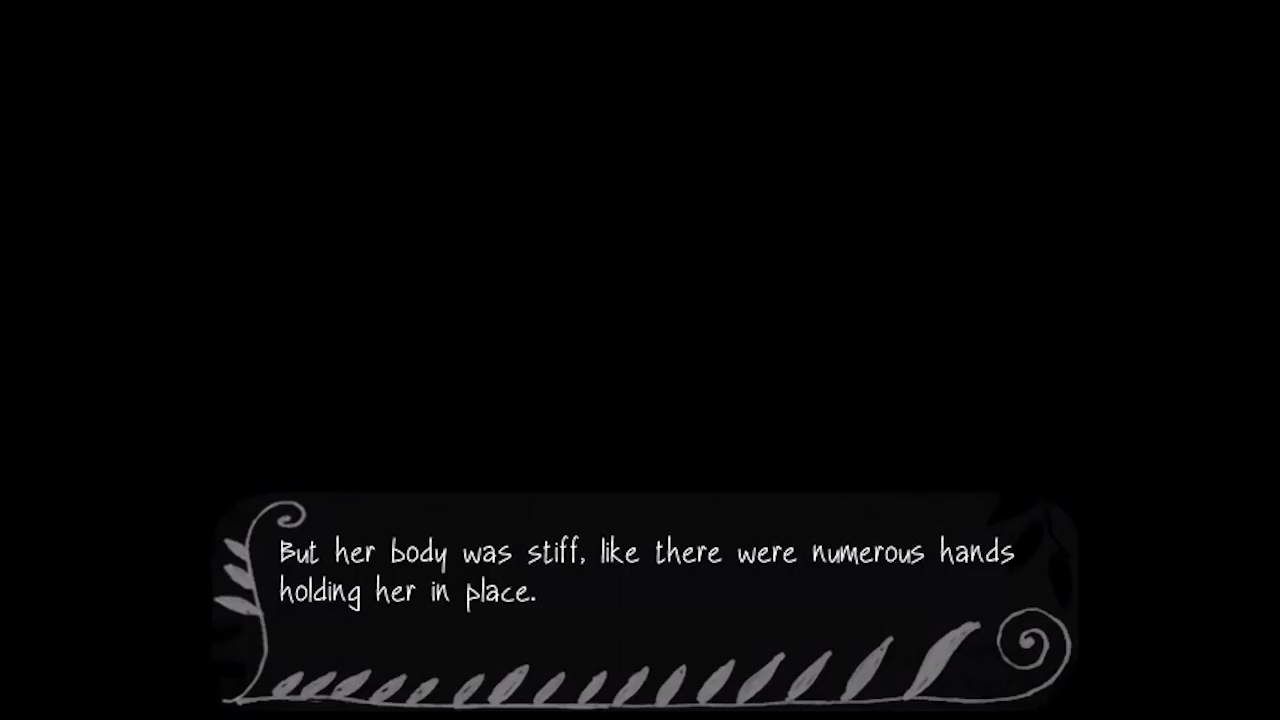 But her body was stiff, like there were numerous hands
holding her in place.